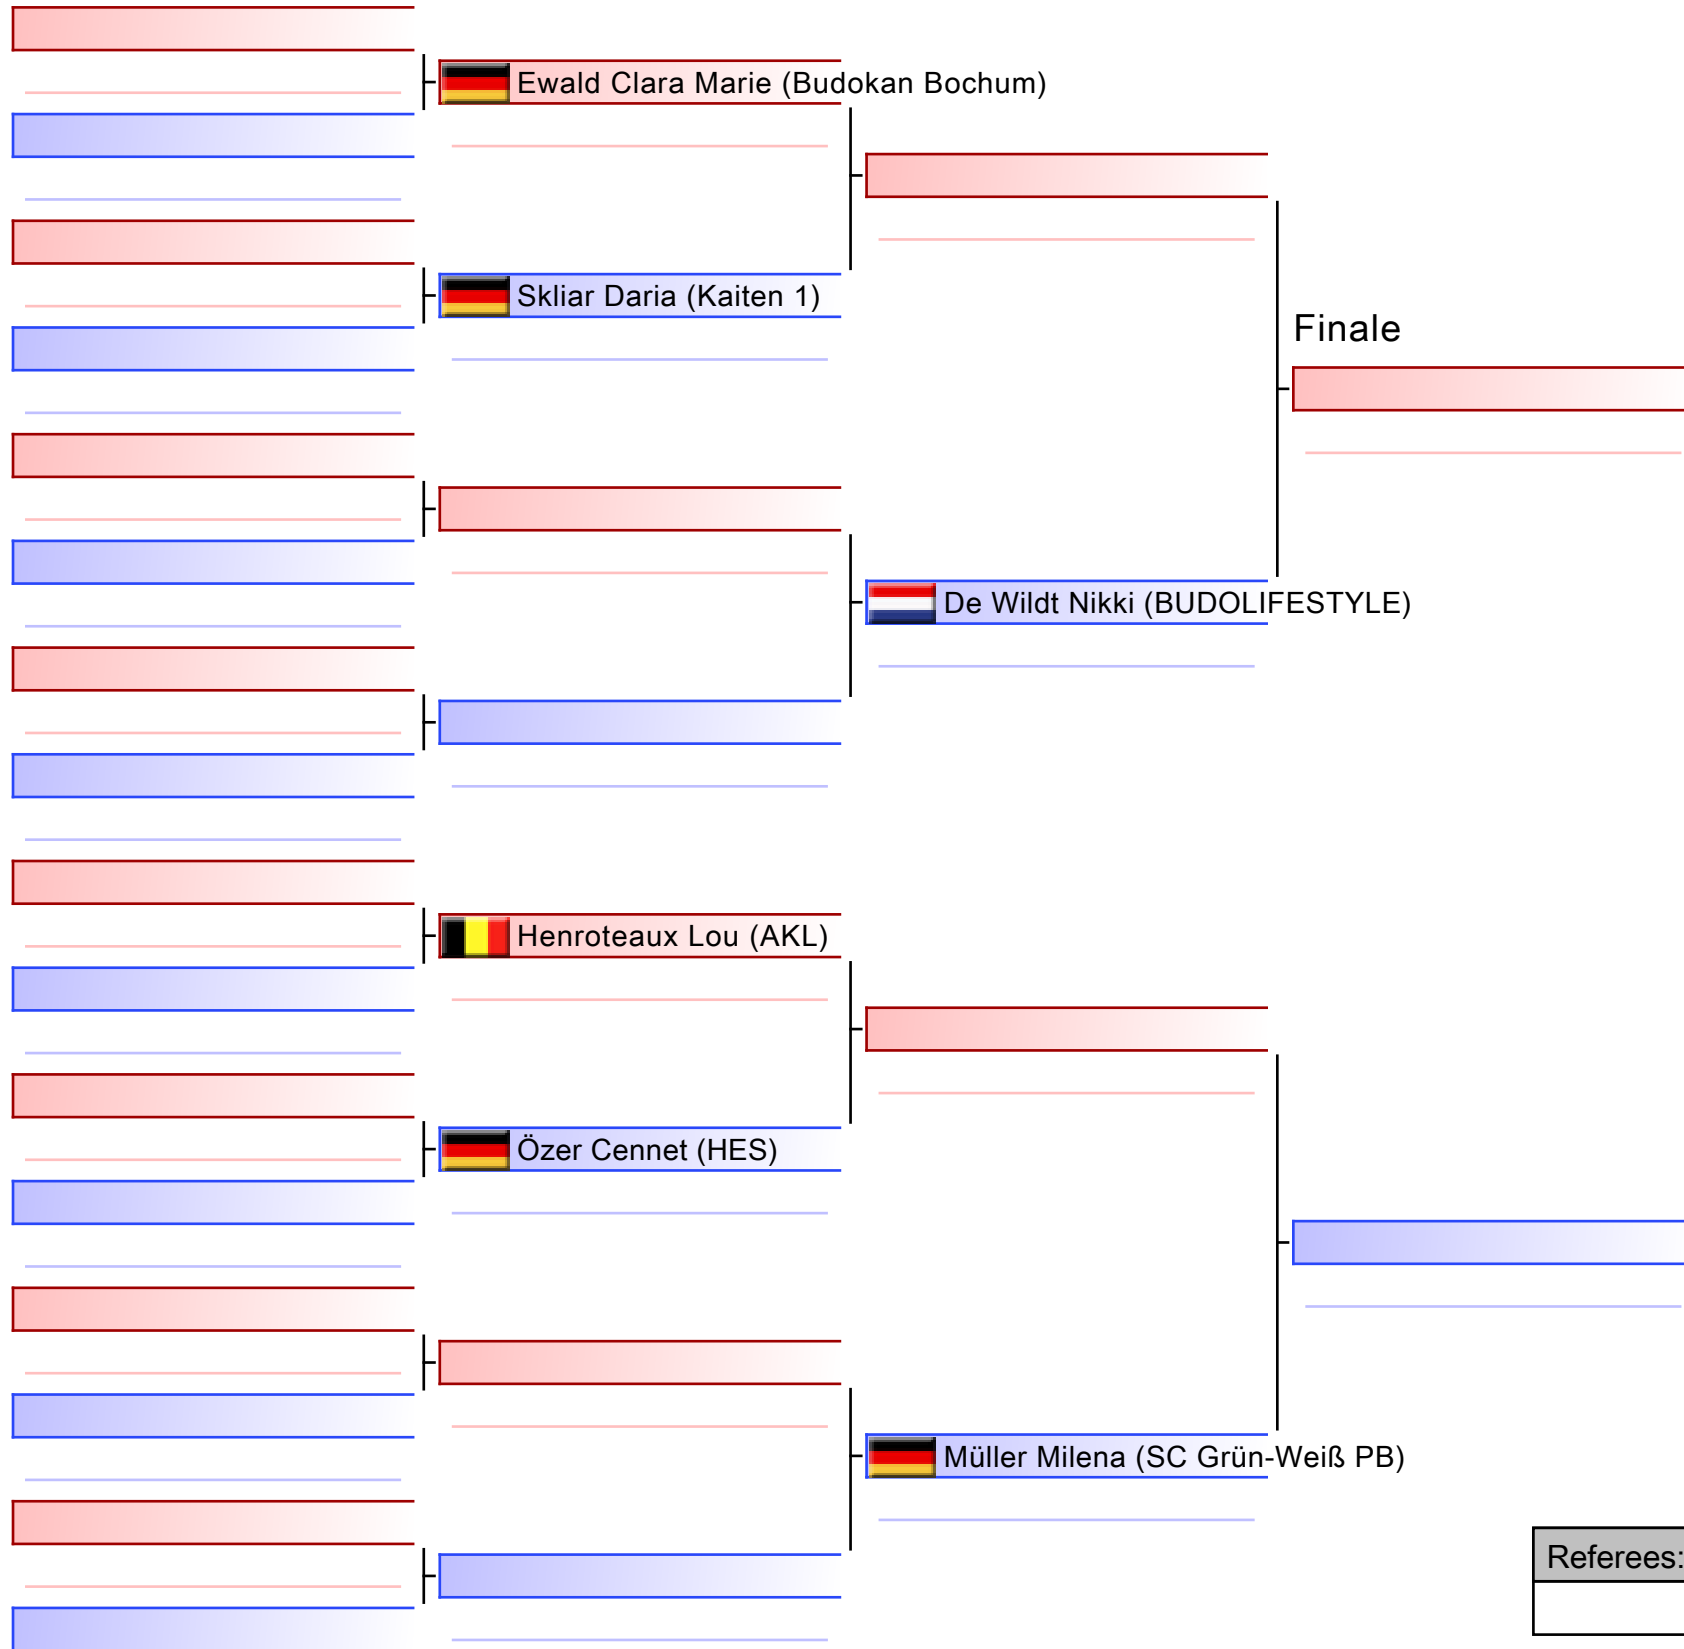 Ewald Clara Marie (Budokan Bochum)
Skliar Daria (Kaiten 1)
Finale
De Wildt Nikki (BUDOLIFESTYLE)
Henroteaux Lou (AKL)
Özer Cennet (HES)
Müller Milena (SC Grün-Weiß PB)
Referees: